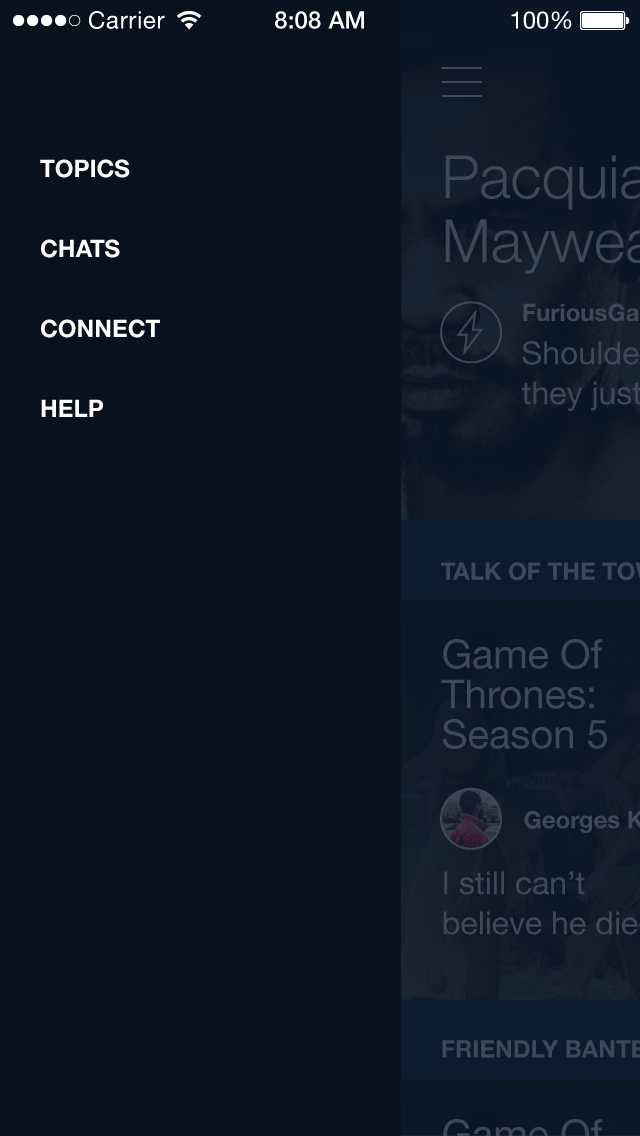 Carrier 8:08 AM 100%
TOPICS
CHATS
CONNECT
HELP
Pacquia
Maywea
FuriousGa
Shoulde
they just
TALK OF THE TOW
Game Of
Thrones:
Season 5
Georges K
I still can’t
believe he die
FRIENDLY BANTE
Game Of